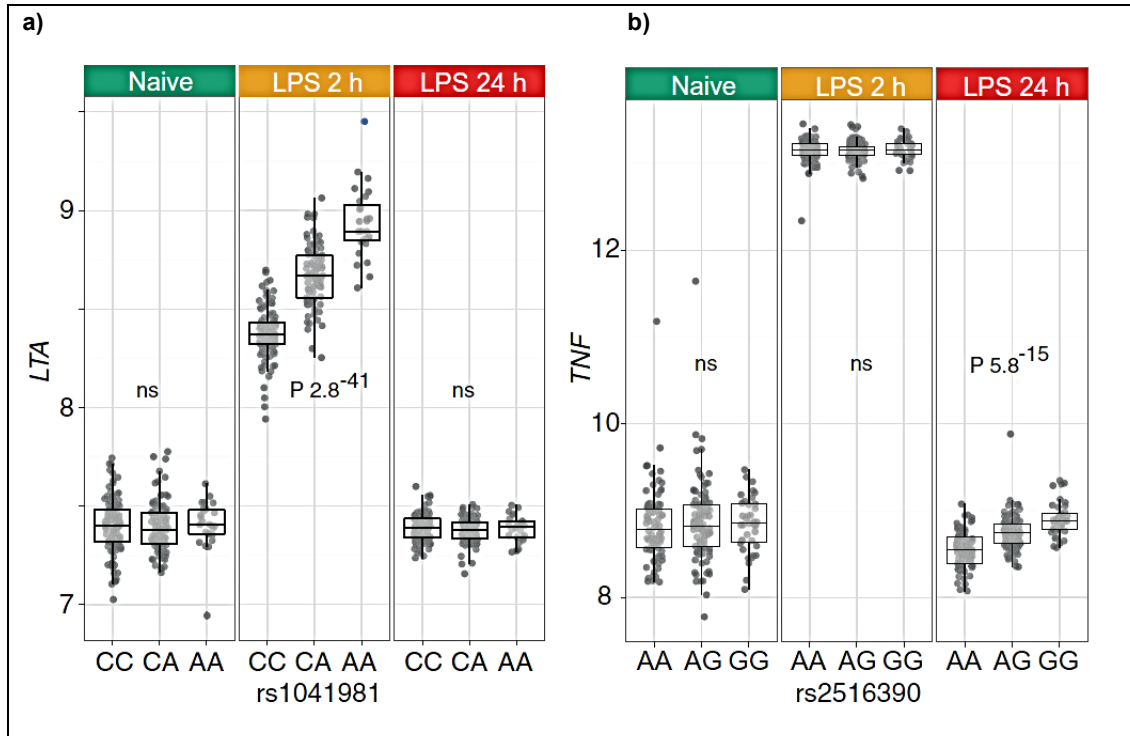 a)
Naive LPS 2 h LPS 24 h
LTA
9
8
7
ns P 2.8-41 ns
CC CA AA CC CA AA CC CA AA
rs1041981
b)
Naive LPS 2 h LPS 24 h
TNF
12
10
8
ns ns P 5.8-15
AA AG GG AA AG GG AA AG GG
rs2516390